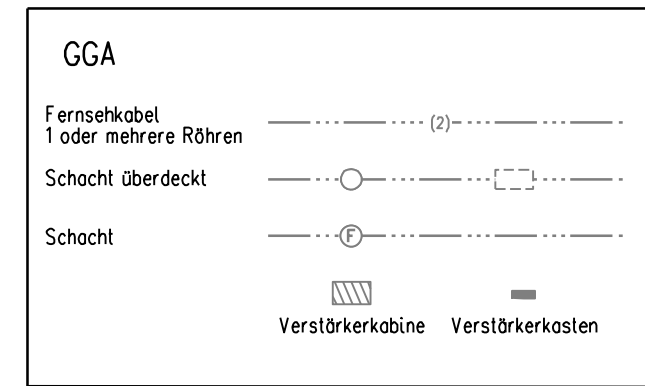 GGA
Fernsehkabel
1 oder mehrere Röhren
(2)
Schacht überdeckt
Schacht
F
Verstärkerkabine Verstärkerkasten